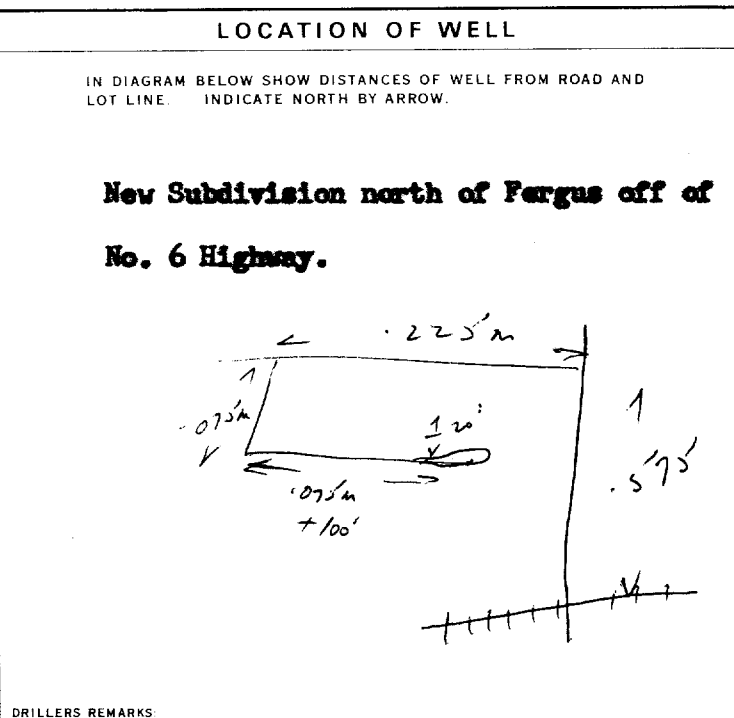 LOCATION OF WELL
IN DIAGRAM BELOW SHOW DISTANCES OF WELL FROM ROAD AND
LOT LINE. INDICATE NORTH BY ARROW.
New Subdivision north of Fergus off of
No. 6 Highway.
.225 m
.075 m
20'
.075 m
+100'
.575
DRILLERS REMARKS: